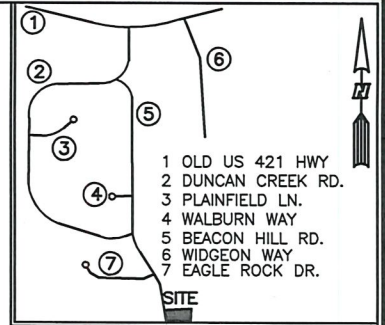 1
2
6
5
3
4
7
N
1 OLD US 421 HWY
2 DUNCAN CREEK RD.
3 PLAINFIELD LN.
4 WALBURN WAY
5 BEACON HILL RD.
6 WIDGEON WAY
7 EAGLE ROCK DR.
SITE